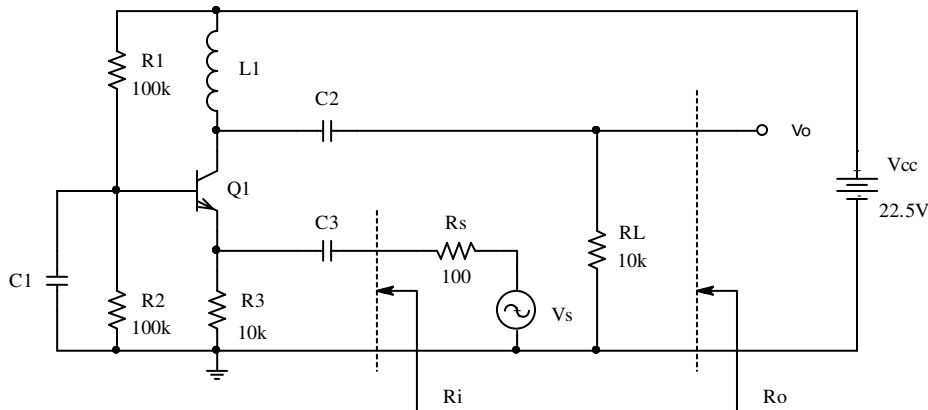 R1
100k
L1
C2
Vo
Vcc
22.5V
Q1
C3
Rs
100
RL
10k
C1
R2
100k
R3
10k
Vs
Ri
Ro